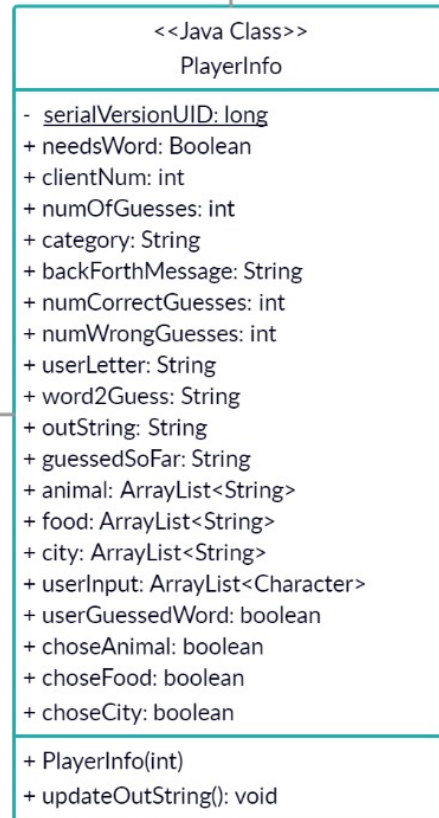 <<Java Class>>
PlayerInfo
- serialVersionUID: long
+ needsWord: Boolean
+ clientNum: int
+ numOfGuesses: int
+ category: String
+ backForthMessage: String
+ numCorrectGuesses: int
+ numWrongGuesses: int
+ userLetter: String
+ word2Guess: String
+ outString: String
+ guessedSoFar: String
+ animal: ArrayList<String>
+ food: ArrayList<String>
+ city: ArrayList<String>
+ userInput: ArrayList<Character>
+ userGuessedWord: boolean
+ choseAnimal: boolean
+ choseFood: boolean
+ choseCity: boolean
+ PlayerInfo(int)
+ updateOutString(): void